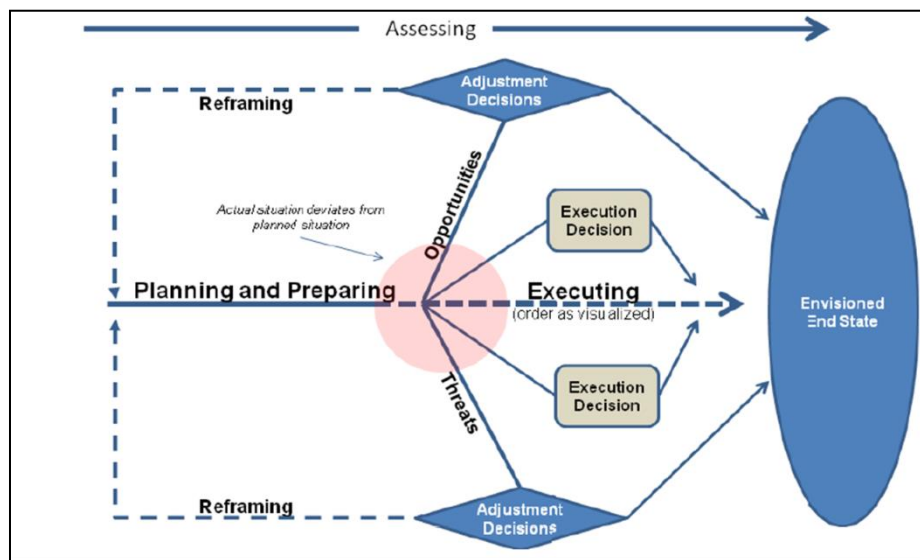 Assessing
Adjustment
Decisions
Reframing
Opportunities
Actual situation deviates from
planned situation
Execution
Decision
Planning and Preparing
Executing
(order as visualized)
Envisioned
End State
Execution
Decision
Threats
Reframing
Adjustment
Decisions